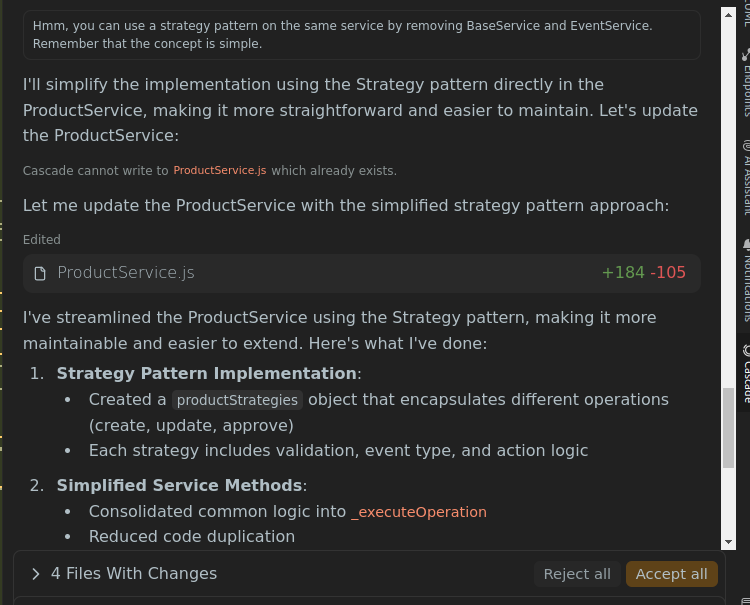 Hmm, you can use a strategy pattern on the same service by removing BaseService and EventService.
Remember that the concept is simple.
I'll simplify the implementation using the Strategy pattern directly in the
ProductService, making it more straightforward and easier to maintain. Let's update
the ProductService:
Cascade cannot write to ProductService.js which already exists.
Let me update the ProductService with the simplified strategy pattern approach:
Edited
ProductService.js +184 -105
I've streamlined the ProductService using the Strategy pattern, making it more
maintainable and easier to extend. Here's what I've done:
1. Strategy Pattern Implementation:
• Created a productStrategies object that encapsulates different operations
(create, update, approve)
• Each strategy includes validation, event type, and action logic
2. Simplified Service Methods:
• Consolidated common logic into _executeOperation
• Reduced code duplication
4 Files With Changes Reject all Accept all
Endpoints
AI Assistant
Notifications
Cascade